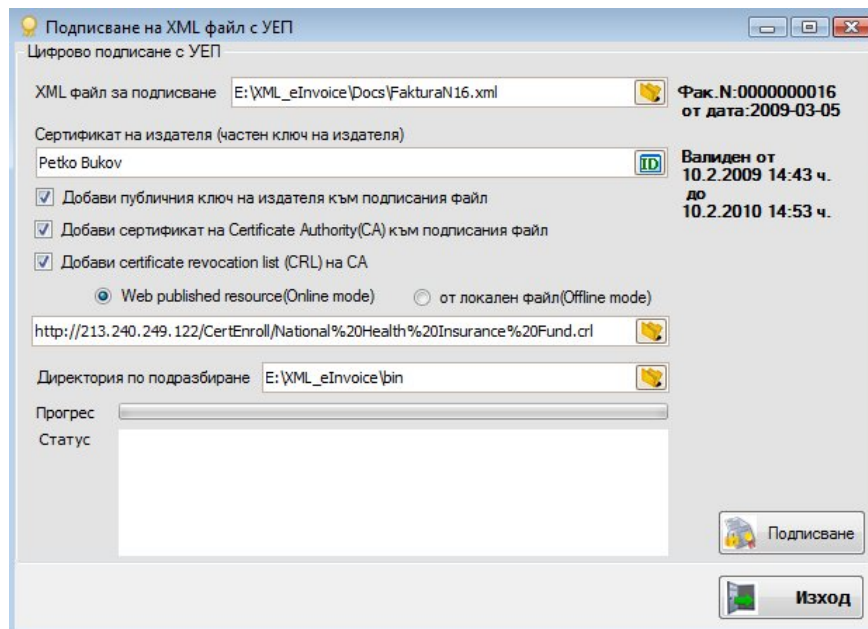 Подписване на XML файл с УЕП
Цифрово подписане с УЕП
XML файл за подписване E:\XML_eInvoice\Docs\FakturaN16.xml
Фак.N:0000000016
от дата:2009-03-05
Сертификат на издателя (частен ключ на издателя)
Petko Bukov ID
Валиден от
10.2.2009 14:43 ч.
до
10.2.2010 14:53 ч.
Добави публичния ключ на издателя към подписания файл
Добави сертификат на Certificate Authority(CA) към подписания файл
Добави certificate revocation list (CRL) на CA
Web published resource(Online mode) от локален файл(Offline mode)
http://213.240.249.122/CertEnroll/National%20Health%20Insurance%20Fund.crl
Директория по подразбиране E:\XML_eInvoice\bin
Прогрес
Статус
Подписване
Изход